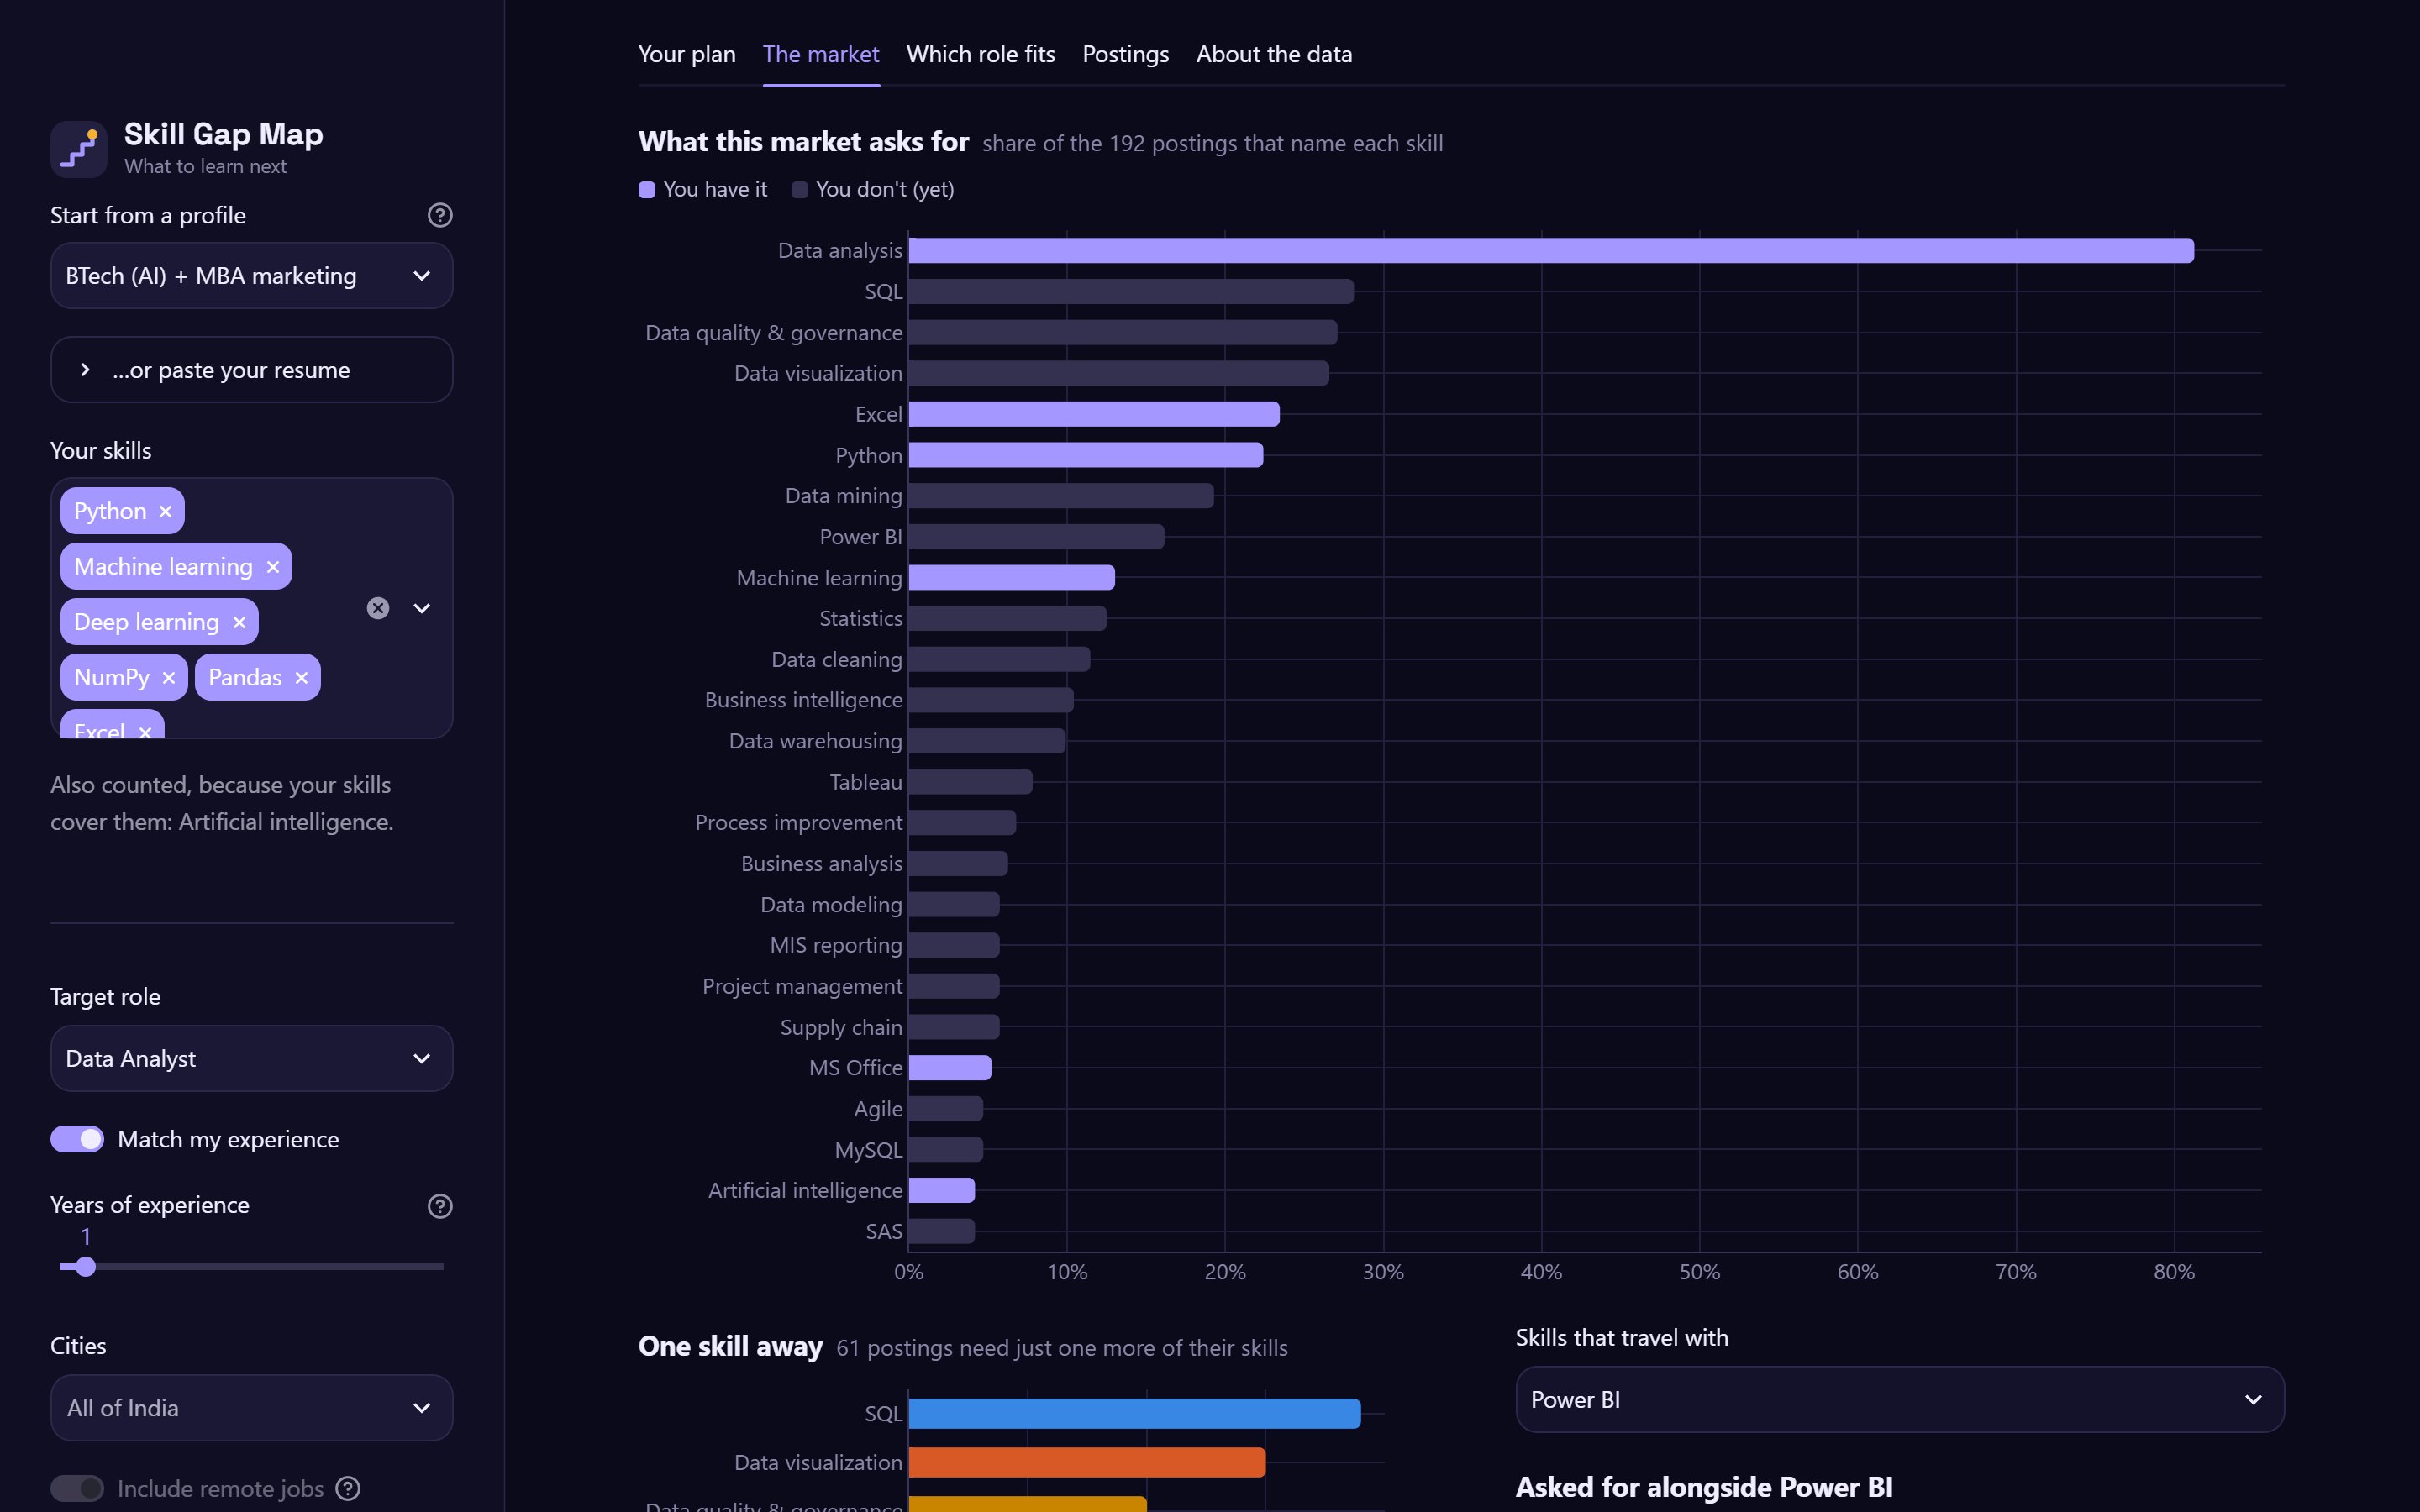 Skill Gap Map
What to learn next
Start from a profile
BTech (AI) + MBA marketing
...or paste your resume
Your skills
Python
Machine learning
Deep learning
NumPy Pandas
Excel
Also counted, because your skills
cover them: Artificial intelligence.
Target role
Data Analyst
Match my experience
Years of experience
1
Cities
All of India
Include remote jobs
Your plan The market Which role fits Postings About the data
What this market asks for share of the 192 postings that name each skill
You have it You don't (yet)
Data analysis
SQL
Data quality & governance
Data visualization
Excel
Python
Data mining
Power BI
Machine learning
Statistics
Data cleaning
Business intelligence
Data warehousing
Tableau
Process improvement
Business analysis
Data modeling
MIS reporting
Project management
Supply chain
MS Office
Agile
MySQL
Artificial intelligence
SAS
0% 10% 20% 30% 40% 50% 60% 70% 80%
One skill away 61 postings need just one more of their skills
SQL
Data visualization
Data quality & governance
Skills that travel with
Power BI
Asked for alongside Power BI